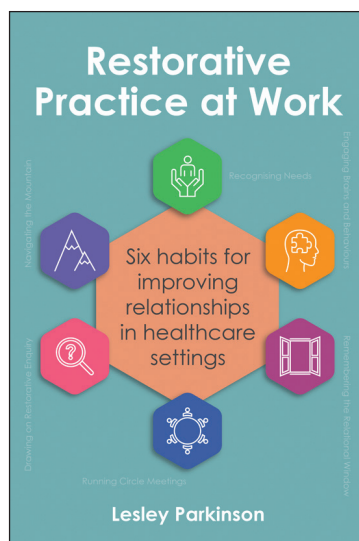 Restorative
Practice at Work
Recognising Needs
Engaging Brains and Behaviours
Navigating the Mountain
Six habits for
improving
relationships
in healthcare
settings
?
Remembering the Relational Window
Drawing on Restorative Enquiry
Running Circle Meetings
Lesley Parkinson